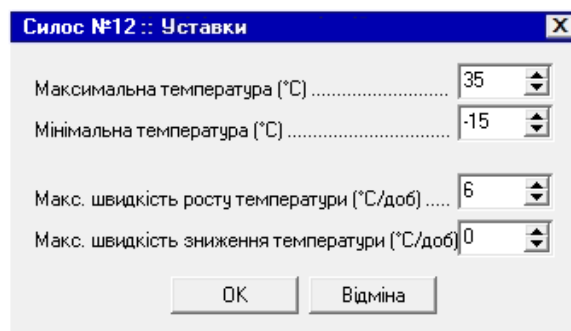 Силос №12 :: Уставки
Максимальна температура (°C) .......................... 35
Мінімальна температура (°C) ............................... -15
Макс. швидкість росту температури (°C/доб) ..... 6
Макс. швидкість зниження температури (°C/доб) 0
OK Відміна